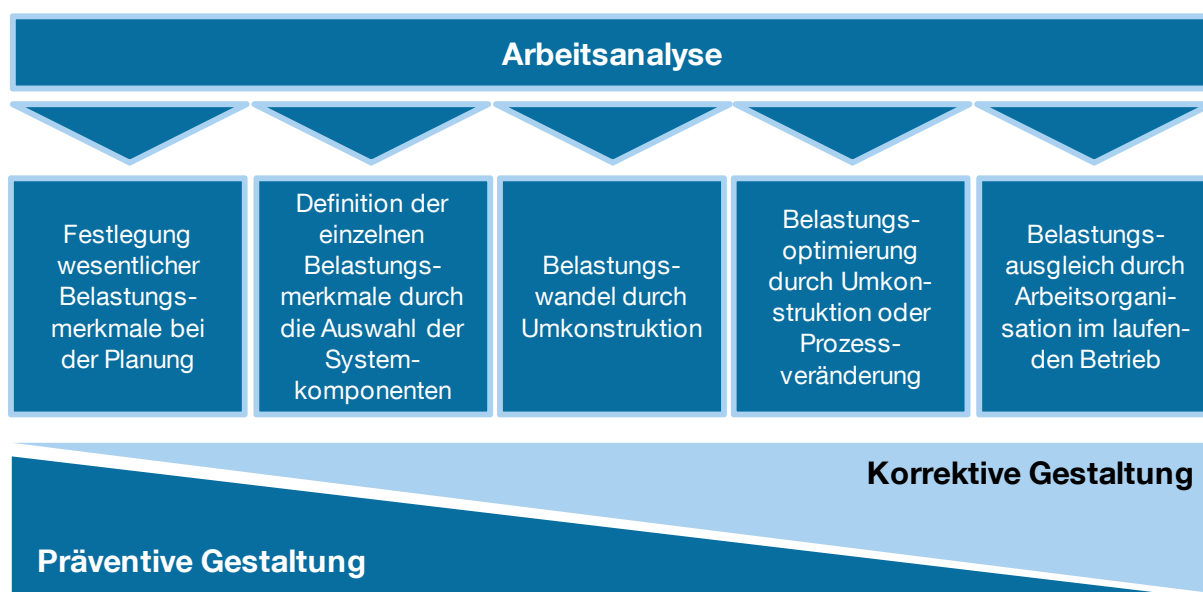 Arbeitsanalyse
Festlegung
wesentlicher
Belastungs-
merkmale bei
der Planung
Definition der
einzelnen
Belastungs-
merkmale durch
die Auswahl der
System-
komponenten
Belastungs-
wandel durch
Umkonstruktion
Belastungs-
optimierung
durch Umkon-
struktion oder
Prozess-
veränderung
Belastungs-
ausgleich durch
Arbeitsorgani-
sation im laufen-
den Betrieb
Korrektive Gestaltung
Präventive Gestaltung